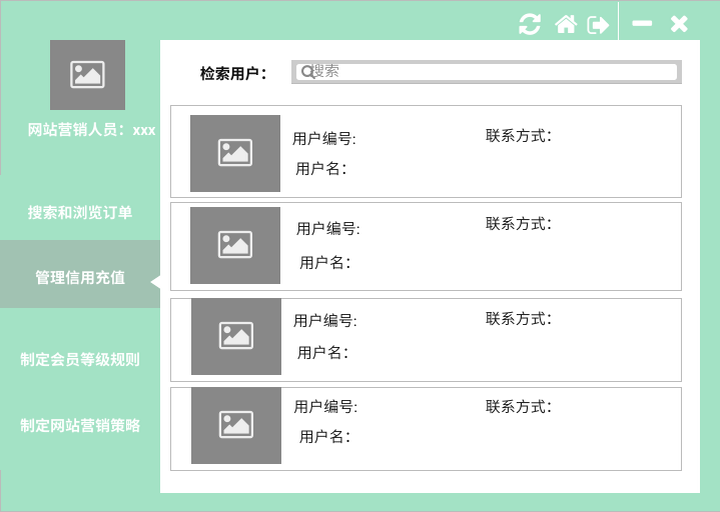 网站营销人员：xxx
搜索和浏览订单
管理信用充值
制定会员等级规则
制定网站营销策略
检索用户：
搜索
用户编号:
联系方式：
用户名：
用户编号:
联系方式：
用户名：
用户编号:
联系方式：
用户名：
用户编号:
联系方式：
用户名：